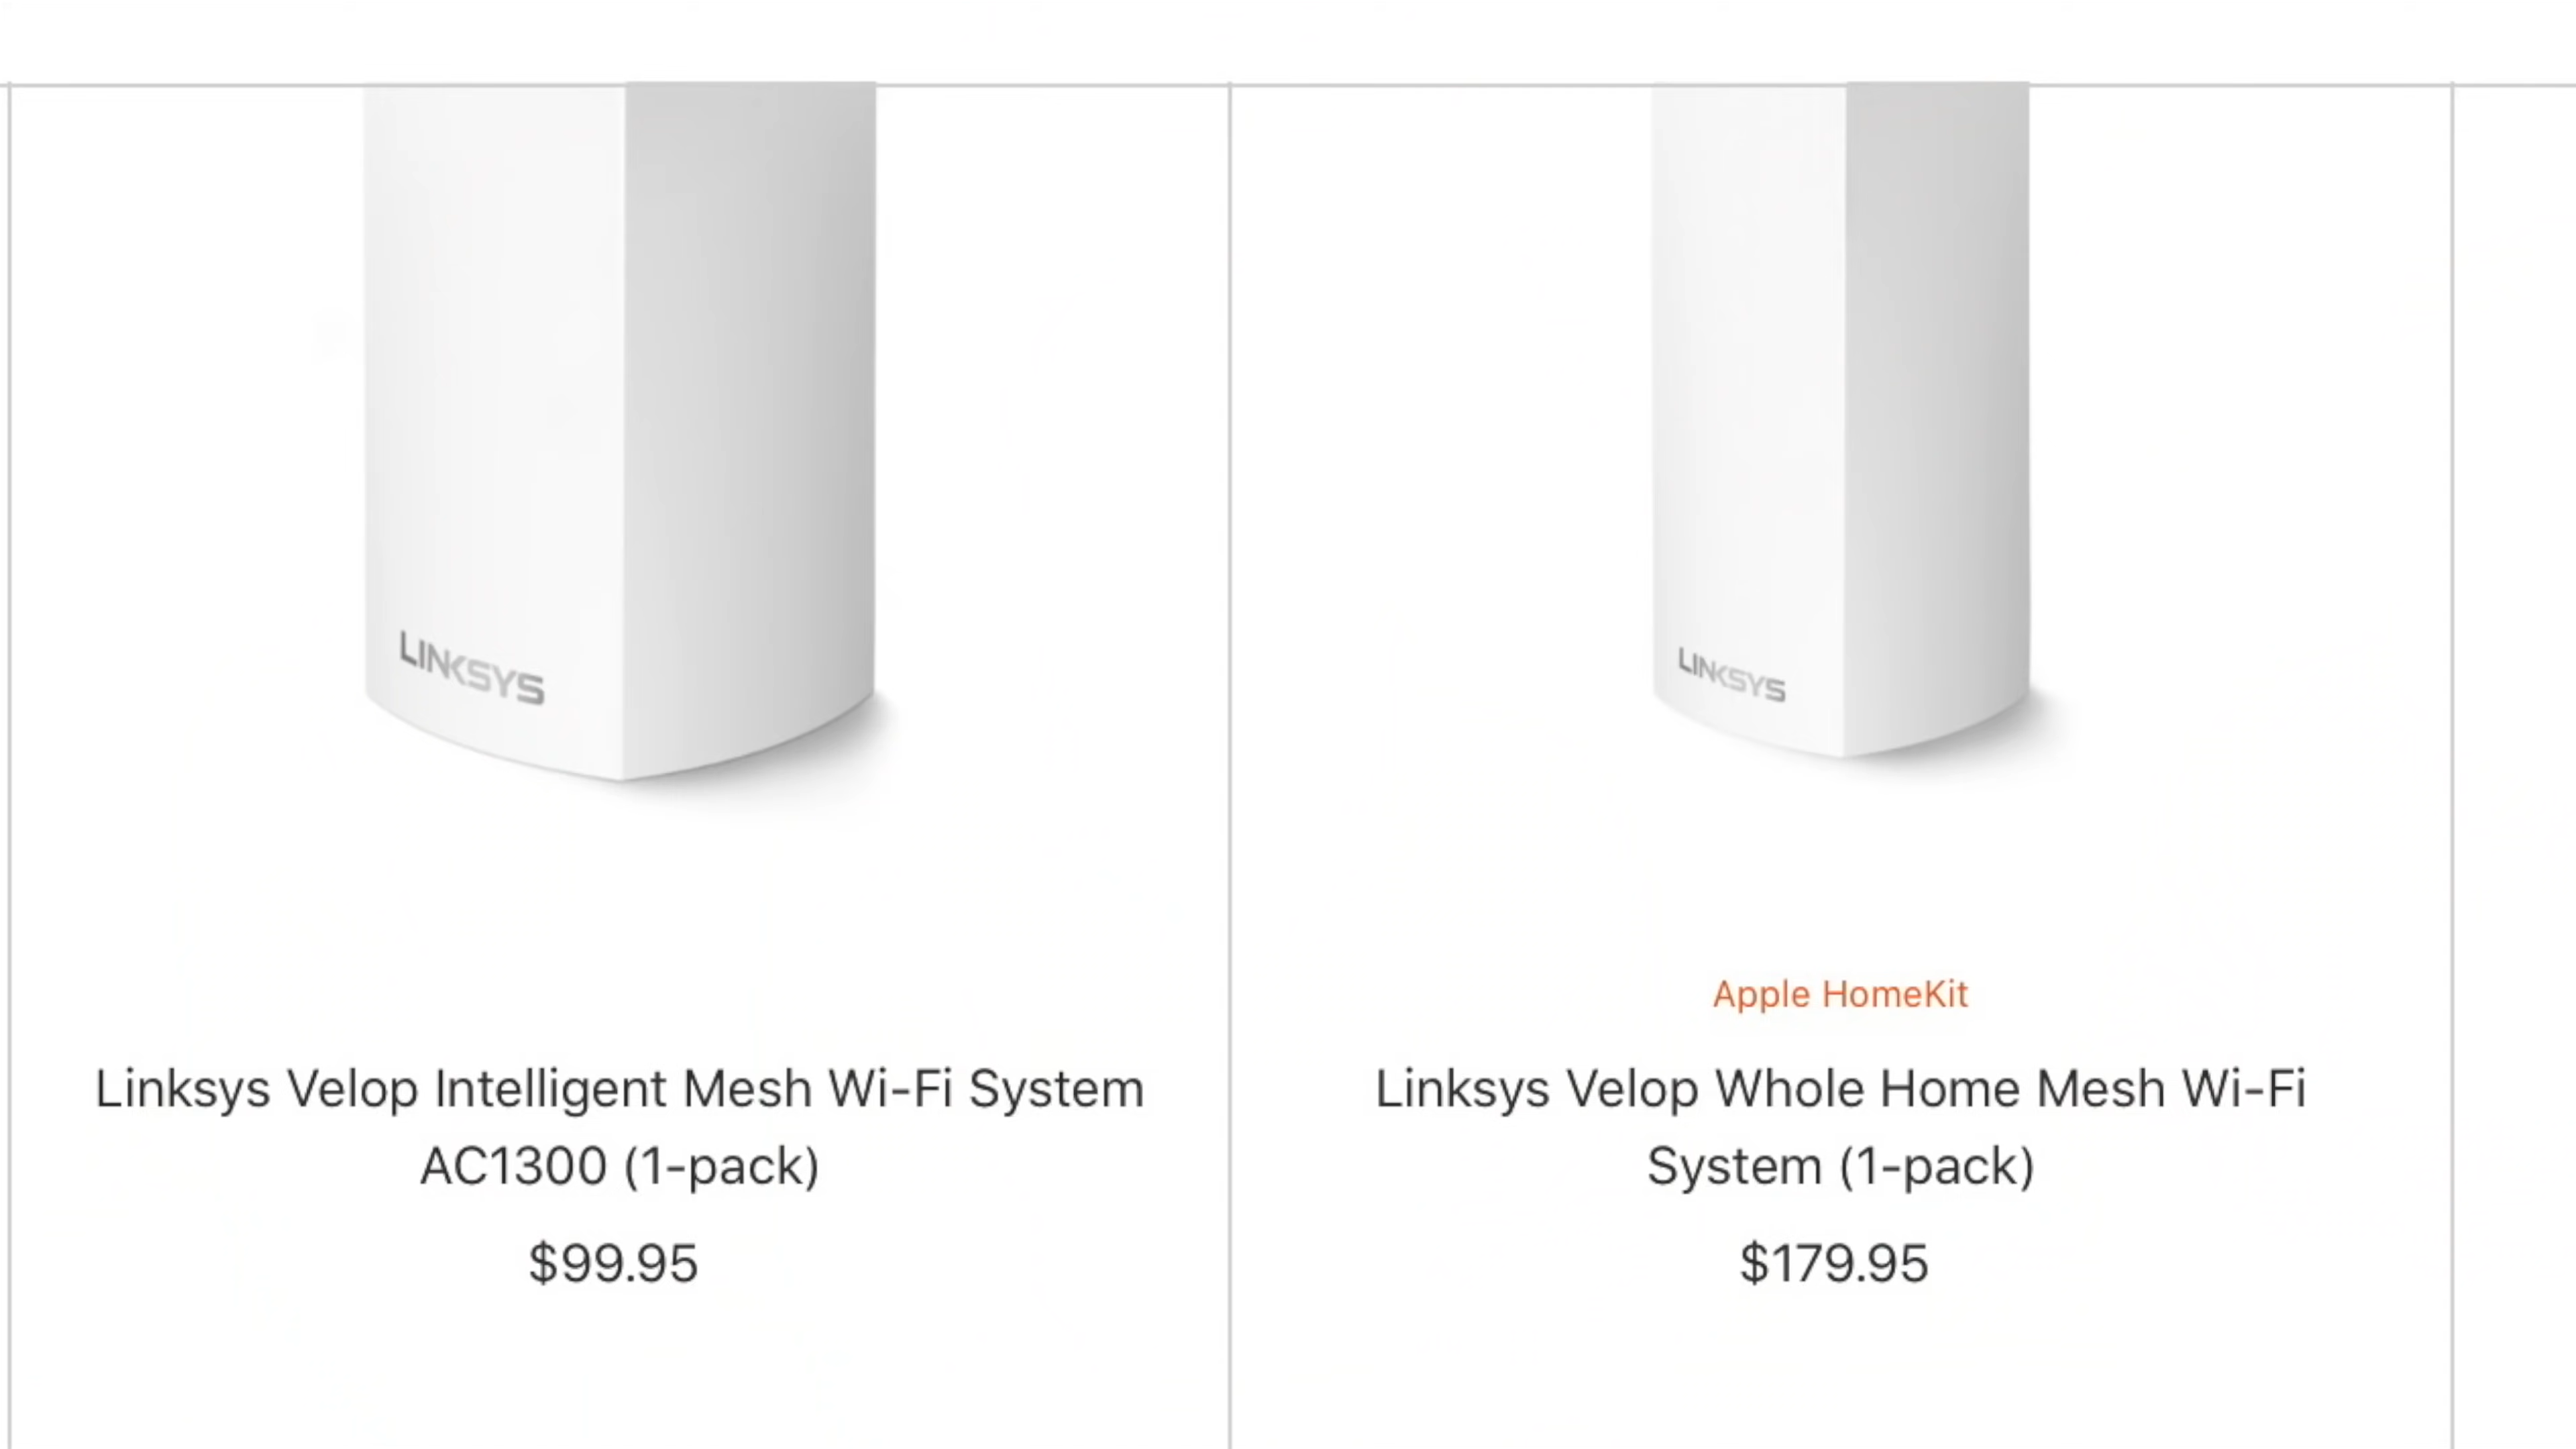 LINKSYS
Linksys Velop Intelligent Mesh Wi-Fi System
AC1300 (1-pack)
$99.95
LINKSYS
Apple HomeKit
Linksys Velop Whole Home Mesh Wi-Fi
System (1-pack)
$179.95